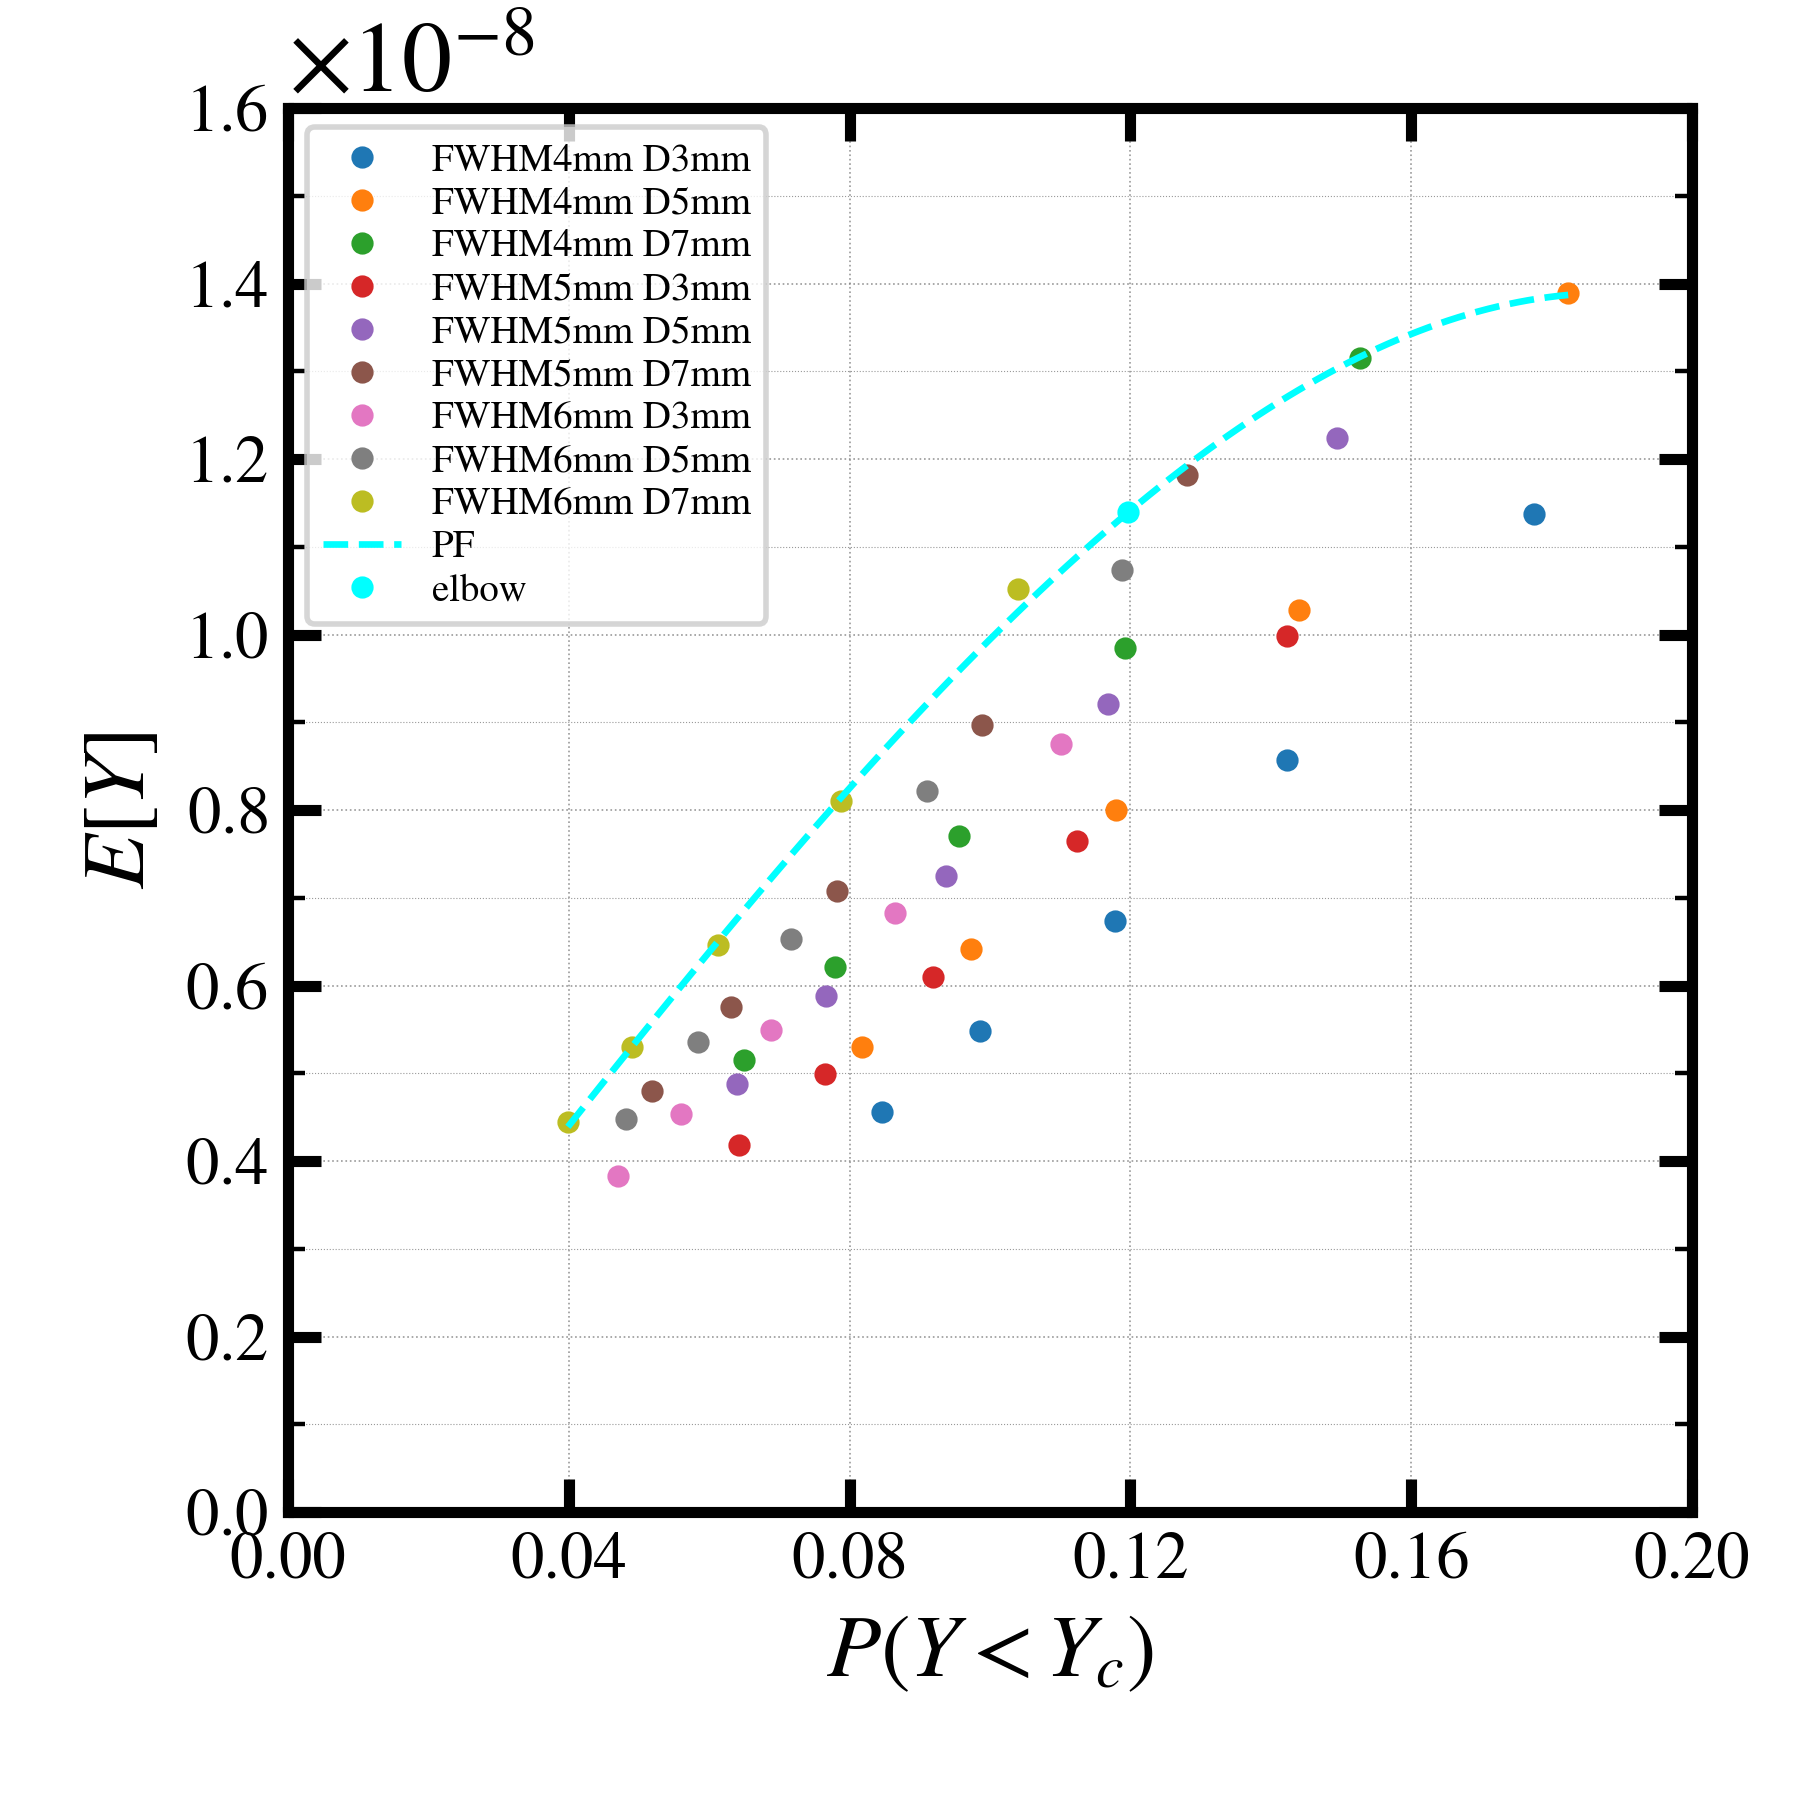 ×10⁻⁸
1.6
1.4
1.2
1.0
0.8
0.6
0.4
0.2
0.0
E[Y]
FWHM4mm D3mm
FWHM4mm D5mm
FWHM4mm D7mm
FWHM5mm D3mm
FWHM5mm D5mm
FWHM5mm D7mm
FWHM6mm D3mm
FWHM6mm D5mm
FWHM6mm D7mm
PF
elbow
0.00 0.04 0.08 0.12 0.16 0.20
P(Y < Y_c)